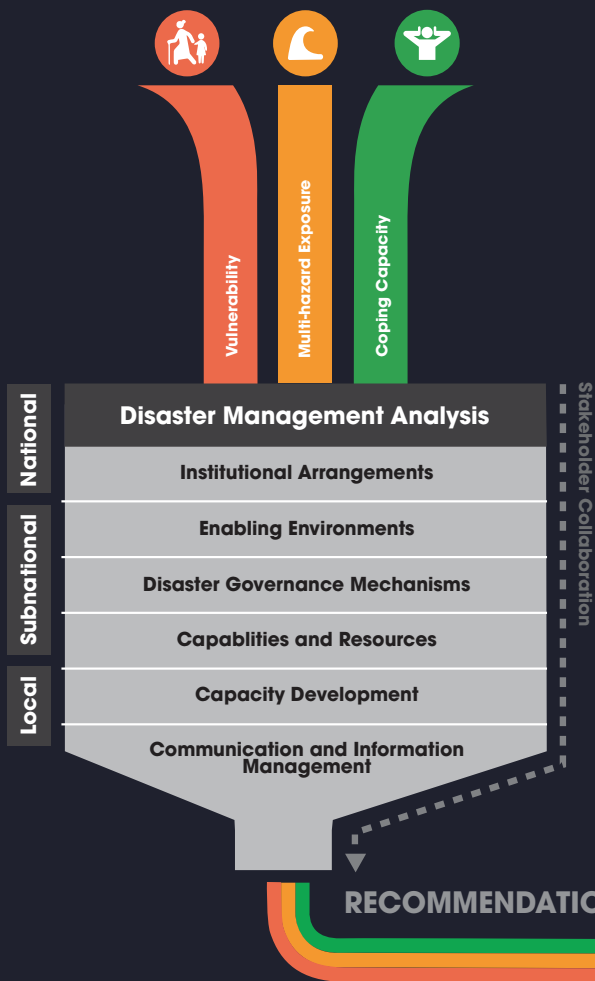 Vulnerability
Multi-hazard Exposure
Coping Capacity
National
Subnational
Local
Disaster Management Analysis
Institutional Arrangements
Enabling Environments
Disaster Governance Mechanisms
Capablities and Resources
Capacity Development
Communication and Information
Management
Stakeholder Collaboration
RECOMMENDATIO